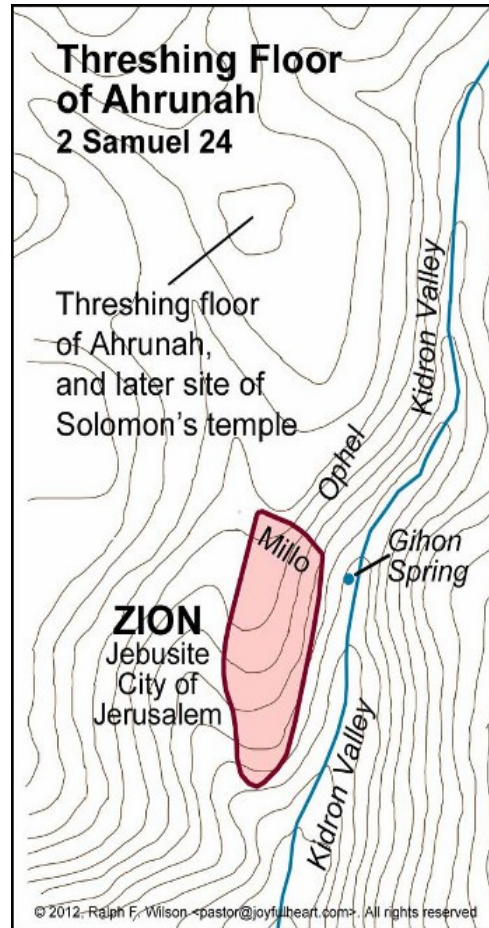 Threshing Floor
of Ahrunah
2 Samuel 24
Threshing floor
of Ahrunah,
and later site of
Solomon's temple
Kidron Valley
Ophel
Millo
Gihon
Spring
ZION
Jebusite
City of
Jerusalem
Kidron Valley
© 2012, Ralph F. Wilson <pastor@joyfulheart.com>. All rights reserved